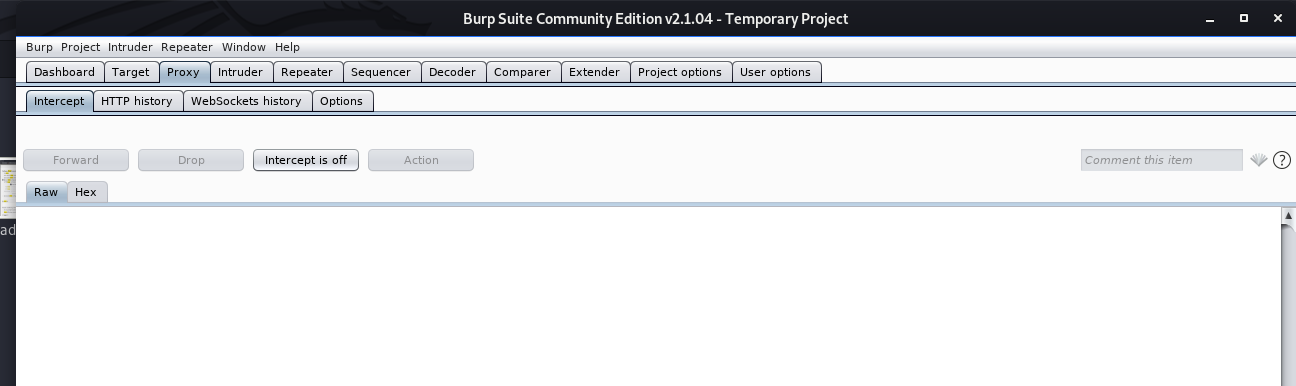 Burp Suite Community Edition v2.1.04 - Temporary Project
Burp Project Intruder Repeater Window Help
Dashboard Target Proxy Intruder Repeater Sequencer Decoder Comparer Extender Project options User options
Intercept HTTP history WebSockets history Options
Forward Drop Intercept is off Action Comment this item ?
Raw Hex
ad